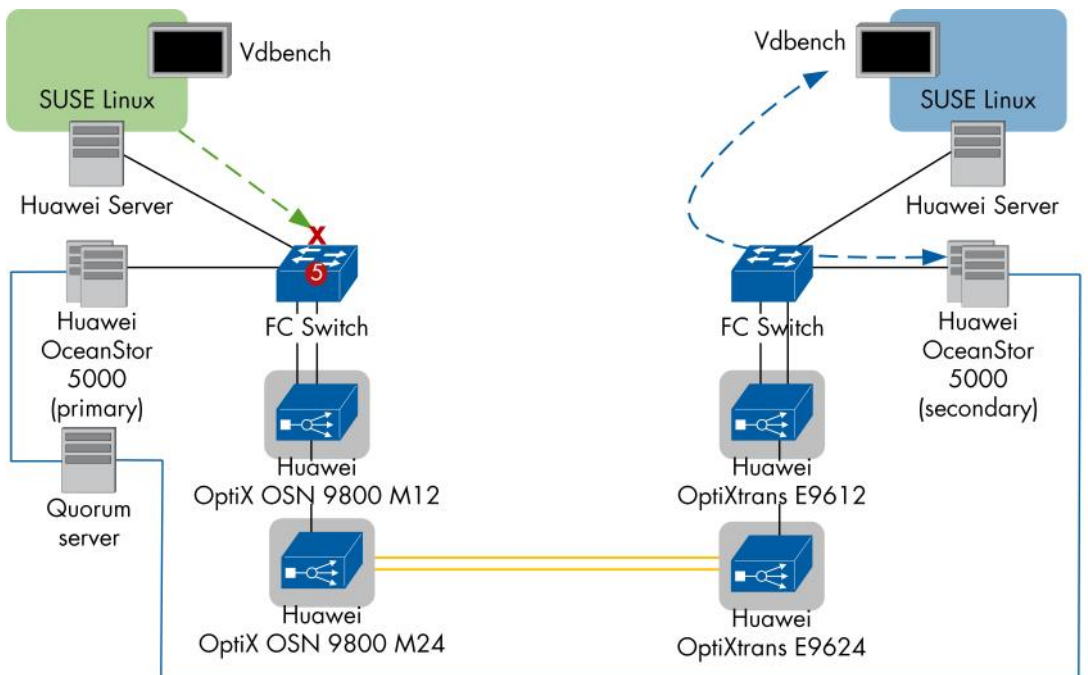 Vdbench
SUSE Linux
Huawei Server
Huawei
OceanStor
5000
(primary)
Quorum
server
X
5
FC Switch
Huawei
OptiX OSN 9800 M12
Huawei
OptiX OSN 9800 M24
Vdbench
SUSE Linux
Huawei Server
FC Switch
Huawei
OceanStor
5000
(secondary)
Huawei
OptiXtrans E9612
Huawei
OptiXtrans E9624